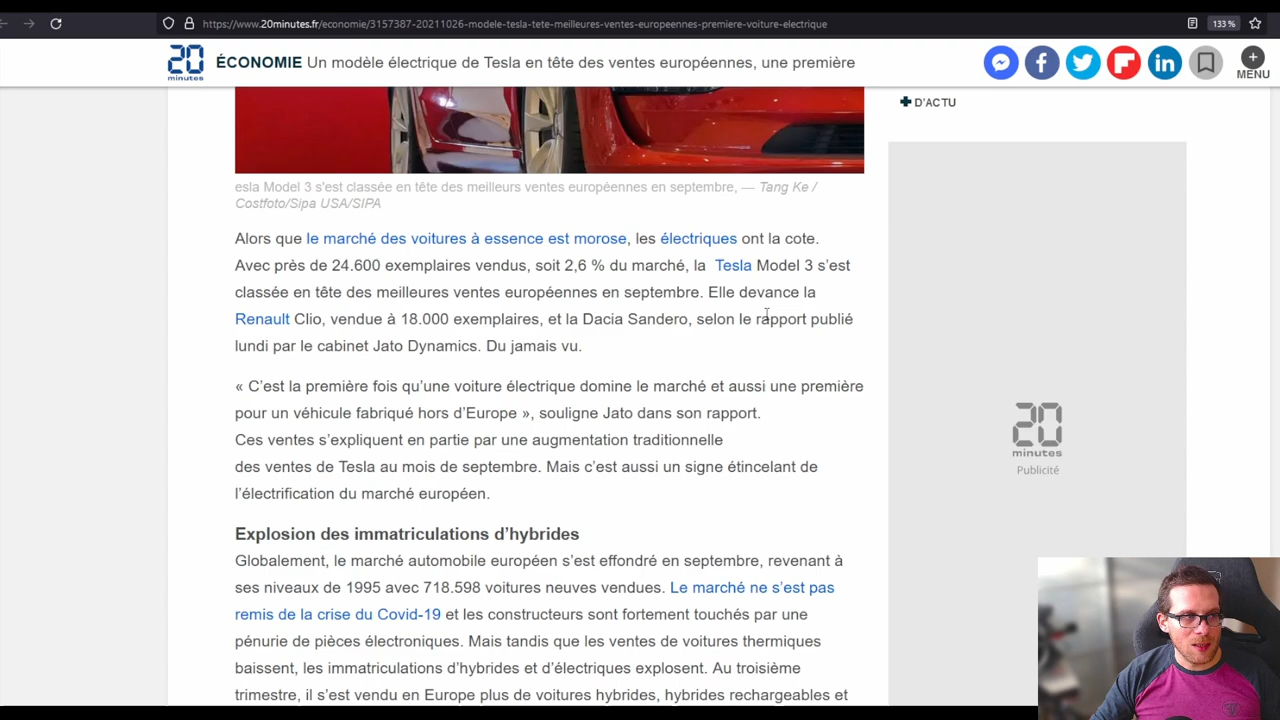 https://www.20minutes.fr/economie/3157387-20211026-modele-tesla-tete-meilleures-ventes-europeennes-premiere-voiture-electrique
133 %
20
minutes
ÉCONOMIE Un modèle électrique de Tesla en tête des ventes européennes, une première
MENU
D'ACTU
esla Model 3 s'est classée en tête des meilleurs ventes européennes en septembre, — Tang Ke /
Costfoto/Sipa USA/SIPA
Alors que le marché des voitures à essence est morose, les électriques ont la cote.
Avec près de 24.600 exemplaires vendus, soit 2,6 % du marché, la Tesla Model 3 s'est
classée en tête des meilleures ventes européennes en septembre. Elle devance la
Renault Clio, vendue à 18.000 exemplaires, et la Dacia Sandero, selon le rapport publié
lundi par le cabinet Jato Dynamics. Du jamais vu.
« C'est la première fois qu'une voiture électrique domine le marché et aussi une première
pour un véhicule fabriqué hors d'Europe », souligne Jato dans son rapport.
Ces ventes s'expliquent en partie par une augmentation traditionnelle
des ventes de Tesla au mois de septembre. Mais c'est aussi un signe étincelant de
l'électrification du marché européen.
Explosion des immatriculations d'hybrides
Globalement, le marché automobile européen s'est effondré en septembre, revenant à
ses niveaux de 1995 avec 718.598 voitures neuves vendues. Le marché ne s'est pas
remis de la crise du Covid-19 et les constructeurs sont fortement touchés par une
pénurie de pièces électroniques. Mais tandis que les ventes de voitures thermiques
baissent, les immatriculations d'hybrides et d'électriques explosent. Au troisième
trimestre, il s'est vendu en Europe plus de voitures hybrides, hybrides rechargeables et
20
minutes
Publicité